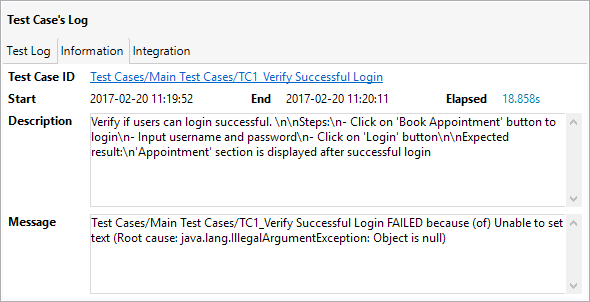 Test Case's Log
Test Log Information Integration
Test Case ID Test Cases/Main Test Cases/TC1_Verify Successful Login
Start 2017-02-20 11:19:52 End 2017-02-20 11:20:11 Elapsed 18.858s
Description Verify if users can login successful. \n\nSteps:\n- Click on 'Book Appointment' button to
login\n- Input username and password\n- Click on 'Login' button\n\nExpected
result:\n'Appointment' section is displayed after successful login
Message Test Cases/Main Test Cases/TC1_Verify Successful Login FAILED because (of) Unable to set
text (Root cause: java.lang.IllegalArgumentException: Object is null)